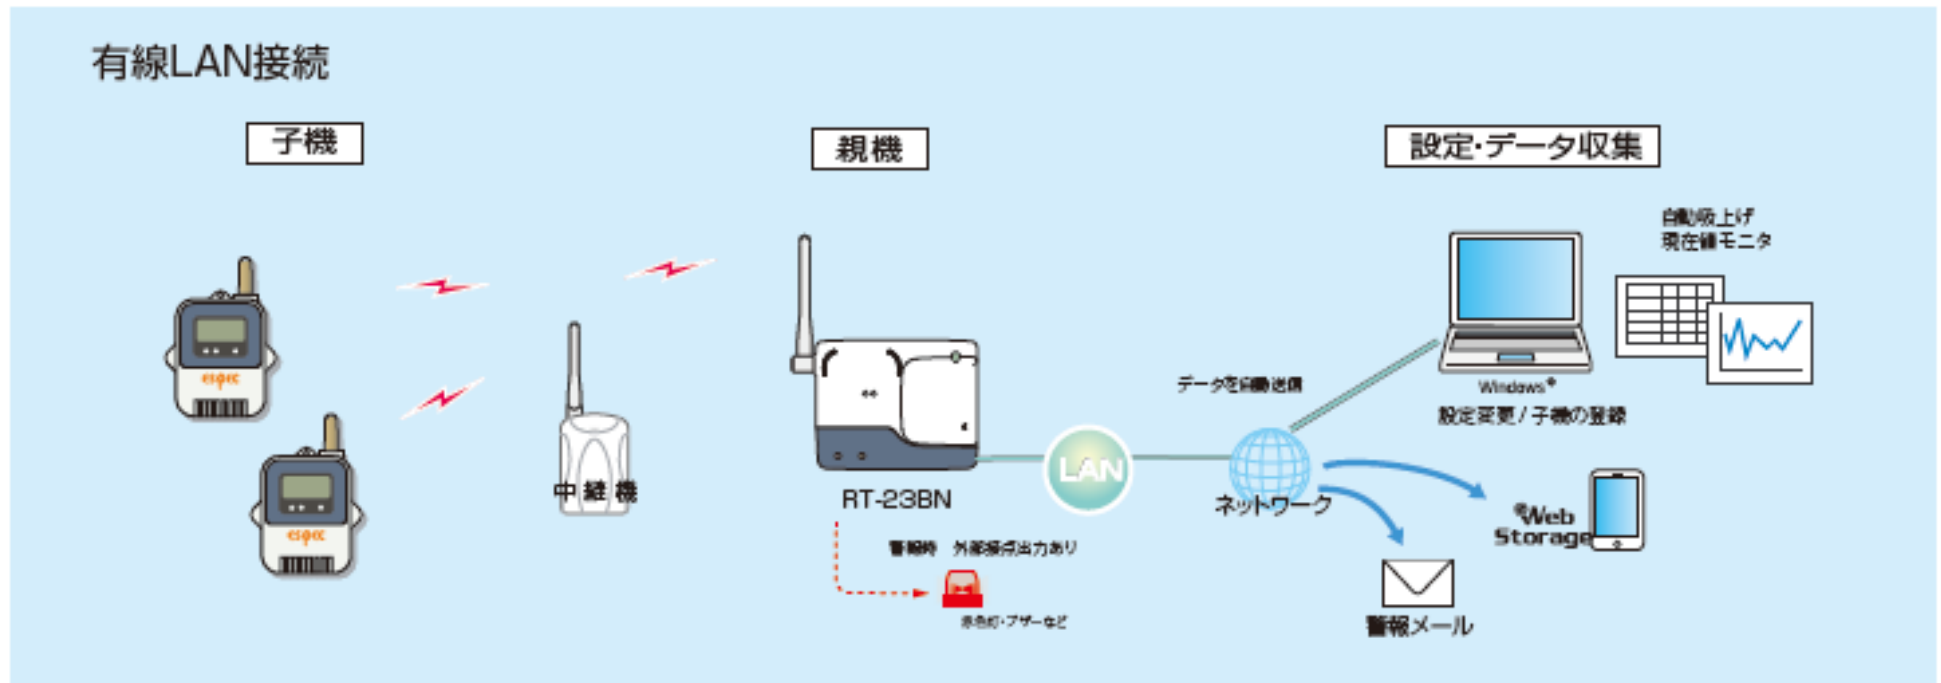 有線LAN接続
子機
親機
設定・データ収集
自動吸上げ
現在値モニタ
espec
espec
中継機
RT-23BN
警報時　外部接点出力あり
赤色灯・ブザーなど
LAN
データを自動送信
ネットワーク
Windows®
設定変更 / 子機の登録
Web
Storage
警報メール